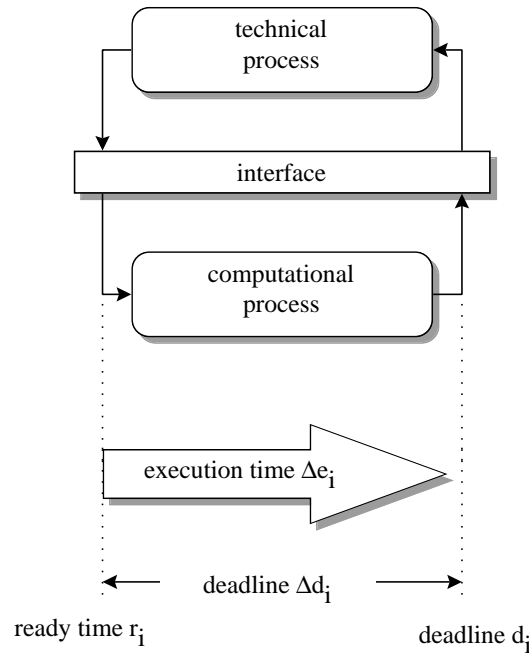 technical
process
interface
computational
process
execution time Δeᵢ
deadline Δdᵢ
ready time rᵢ
deadline dᵢ